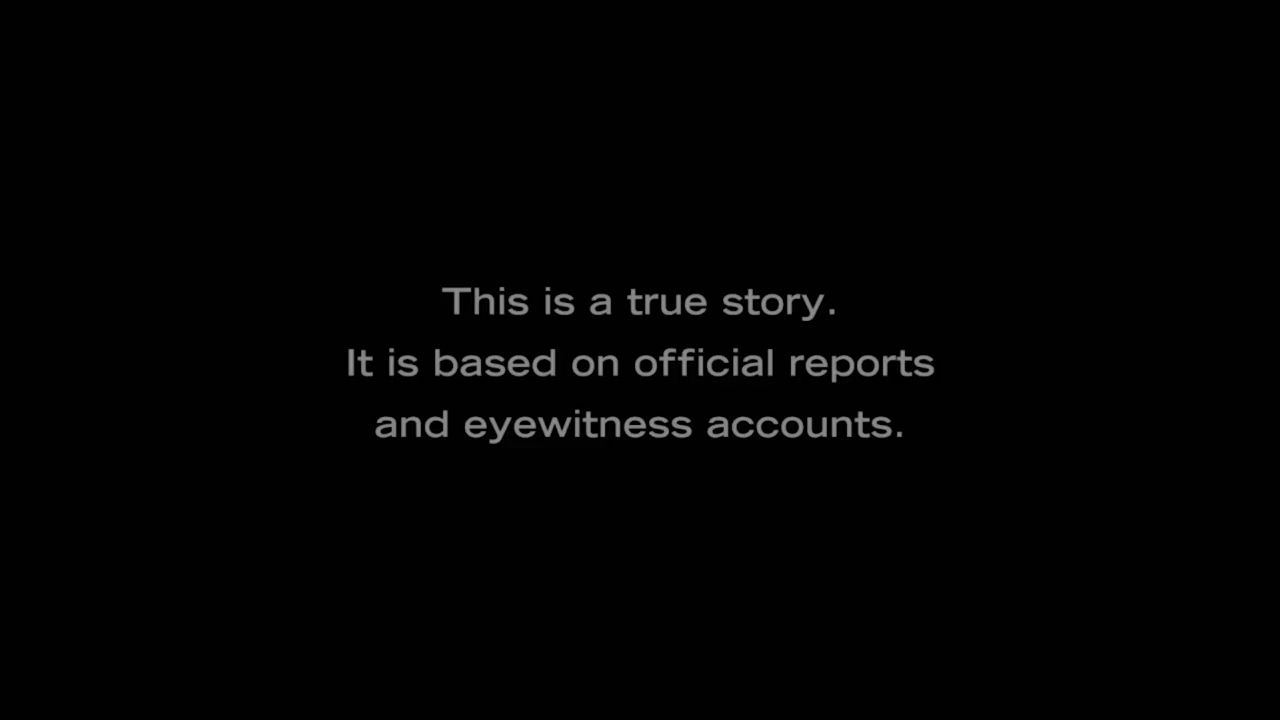 This is a true story.
It is based on official reports
and eyewitness accounts.